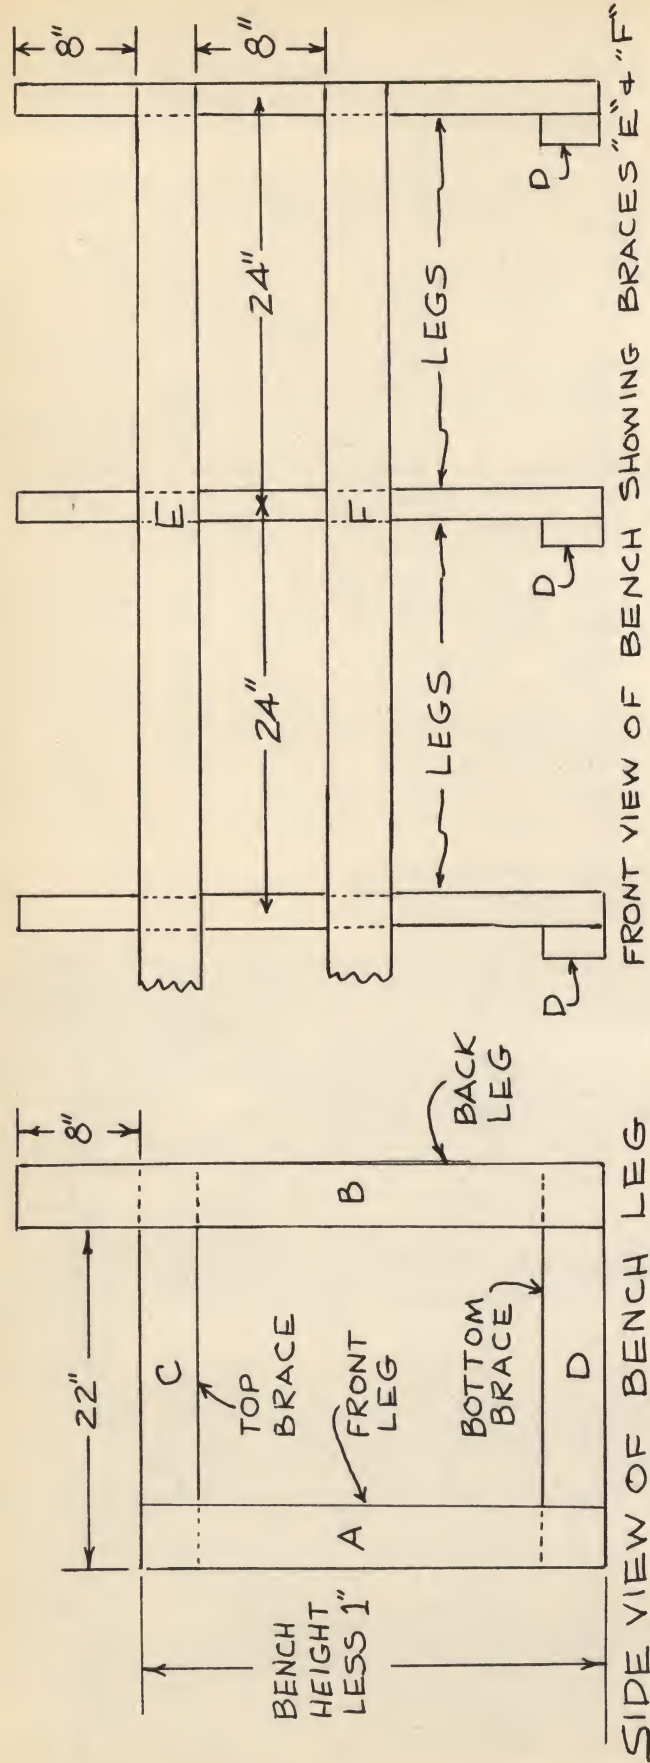 8"
22"
C
TOP
BRACE
FRONT
LEG
A
B
BACK
LEG
BOTTOM
BRACE
D
BENCH
HEIGHT
LESS 1"
SIDE VIEW OF BENCH LEG
8"
8"
E
24"
24"
F
LEGS
LEGS
D
D
D
FRONT VIEW OF BENCH SHOWING BRACES "E" & "F"